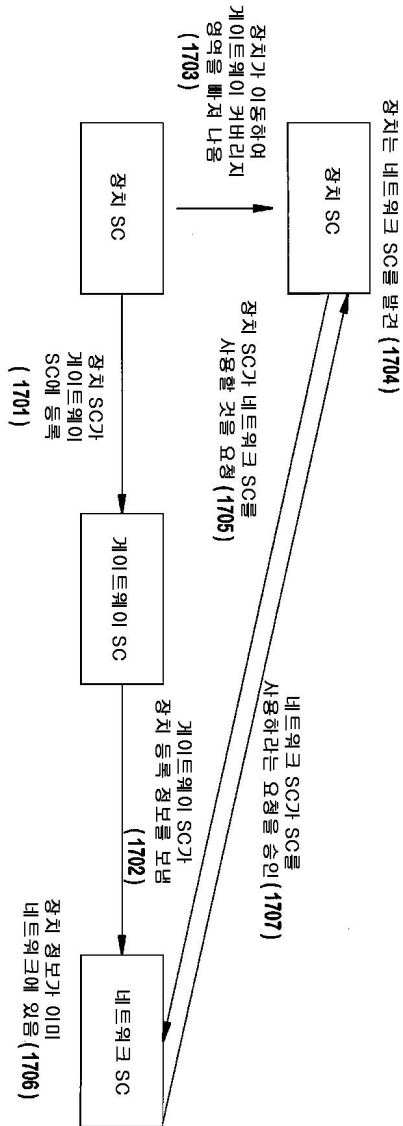 장치는 네트워크 SC를 발견 (1704)
장치 SC
장치가 이동하여
게이트웨이 커버리지
영역을 빠져 나옴
(1703)
장치 SC가 네트워크 SC를
사용할 것을 요청 (1705)
네트워크 SC가 SC를
사용하라는 요청을 승인 (1707)
장치 SC
장치 SC가
게이트웨이
SC에 등록
(1701)
게이트웨이 SC
게이트웨이 SC가
장치 등록 정보를 보냄
(1702)
네트워크 SC
장치 정보가 이미
네트워크에 있음 (1706)